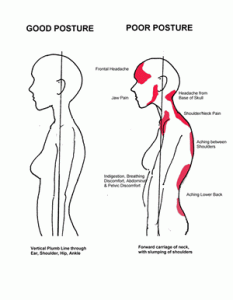 GOOD POSTURE
POOR POSTURE
Frontal Headache
Jaw Pain
Headache from
Base of Skull
Shoulder/Neck Pain
Aching between
Shoulders
Indigestion, Breathing
Discomfort, Abdominal
& Pelvic Discomfort
Aching Lower Back
Vertical Plumb Line through
Ear, Shoulder, Hip, Ankle
Forward carriage of neck,
with slumping of shoulders